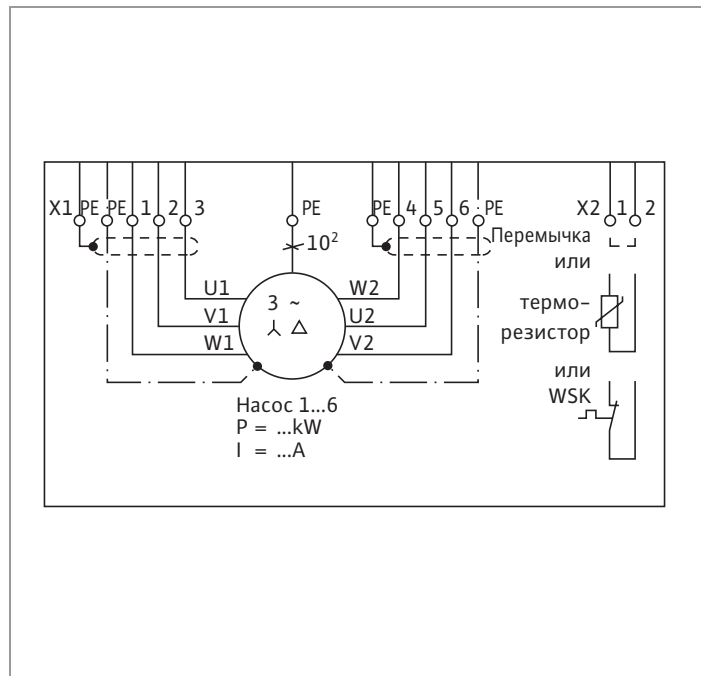 X1 PE PE 1 2 3 PE PE 4 5 6 PE X2 1 2
10²
Перемычка
или
U1 W2
3 ~
термо-
V1 U2
резистор
W1 V2
или
WSK
Насос 1...6
P = ...kW
I = ...A